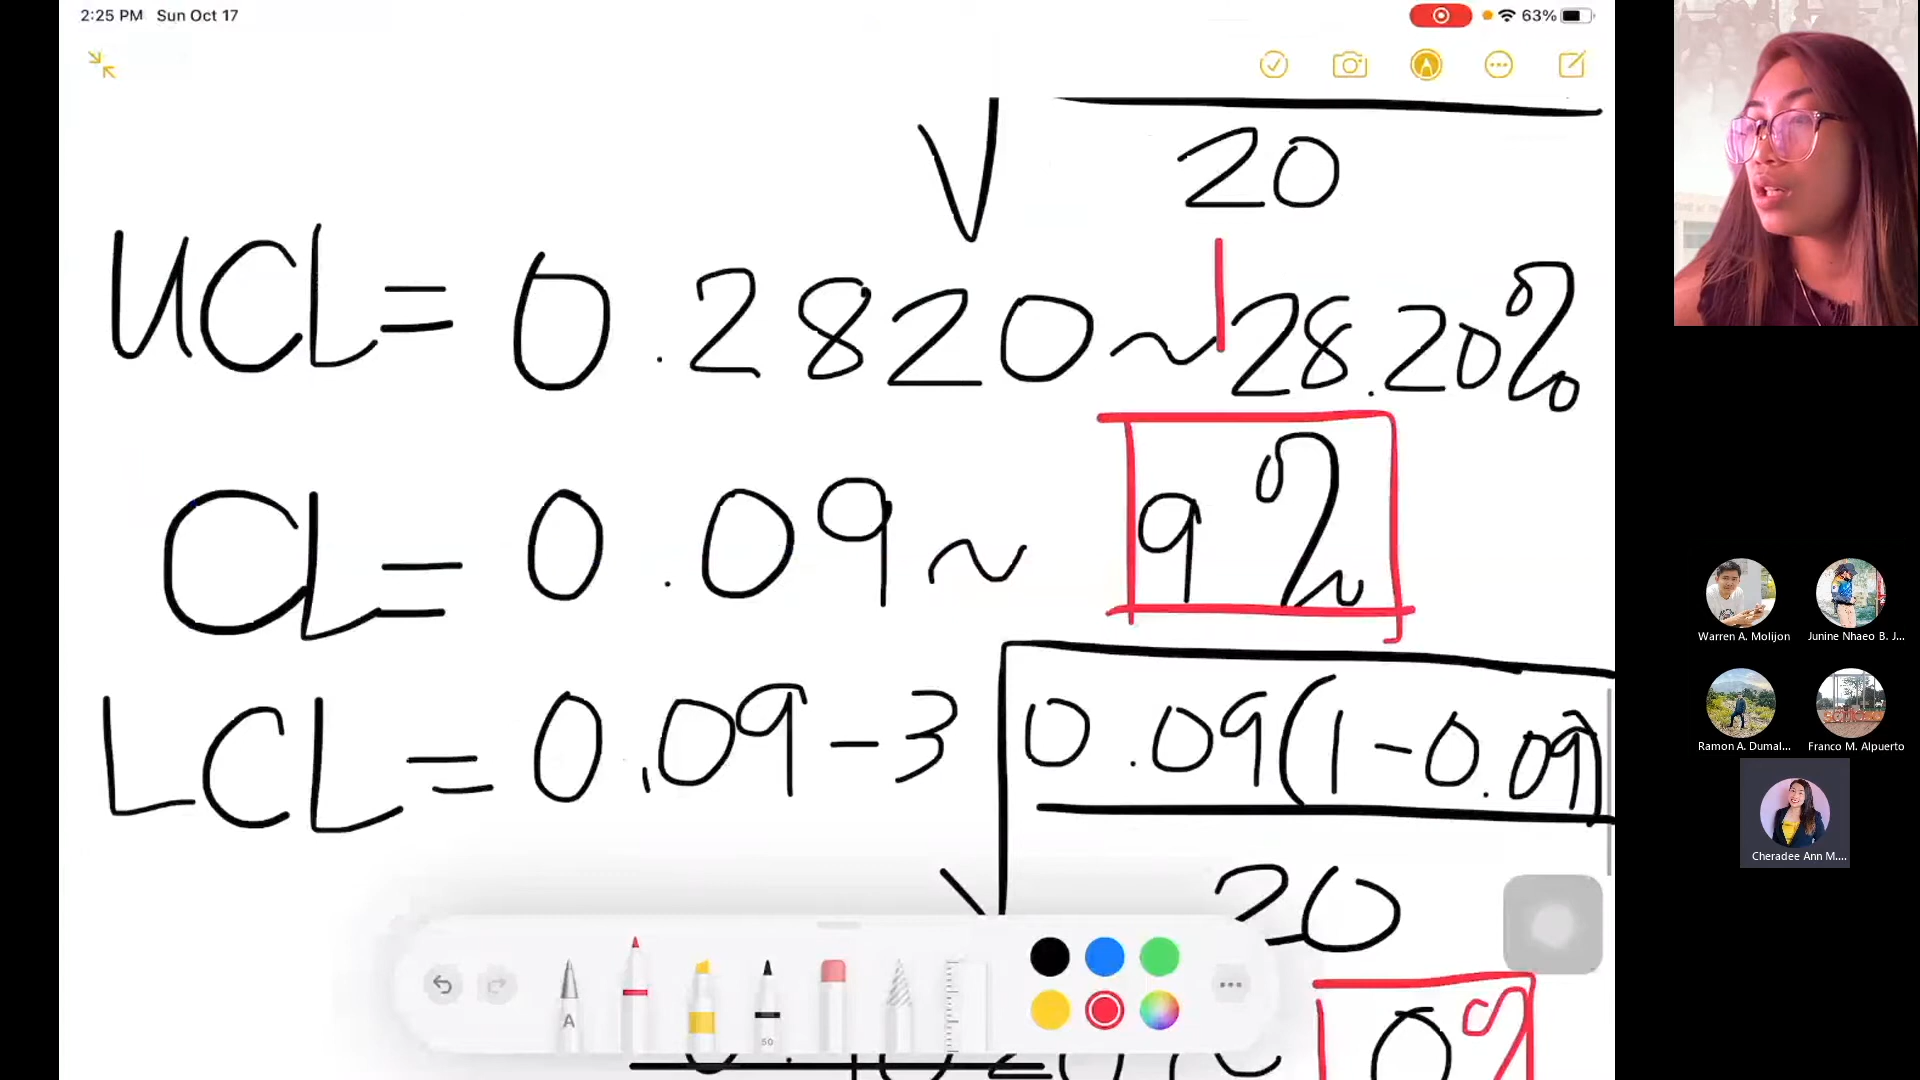 2:25 PM Sun Oct 17
63%
√ 20
UCL = 0.2820 ~ 28.20%
CL = 0.09 ~ 9%
LCL = 0.09 - 3 √ 0.09(1-0.09)
20
0%
A
50
Warren A. Molijon
Junine Nhaeo B. J...
Ramon A. Dumal...
Franco M. Alpuerto
Cheradee Ann M....